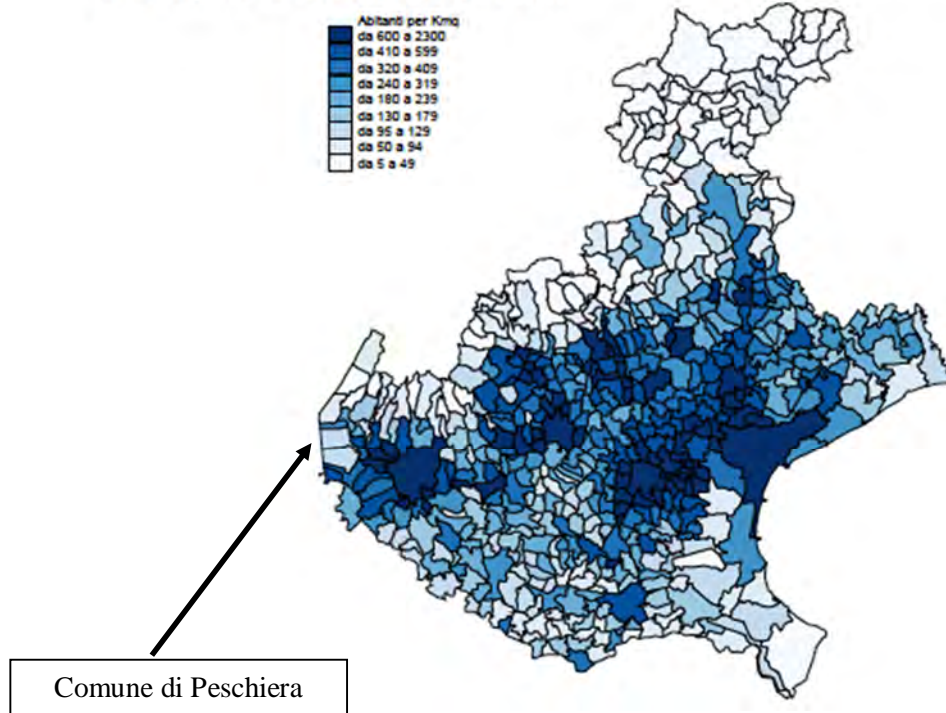 Abitanti per Kmq
da 600 a 2300
da 410 a 599
da 320 a 409
da 240 a 319
da 180 a 239
da 130 a 179
da 95 a 129
da 50 a 94
da 5 a 49
Comune di Peschiera